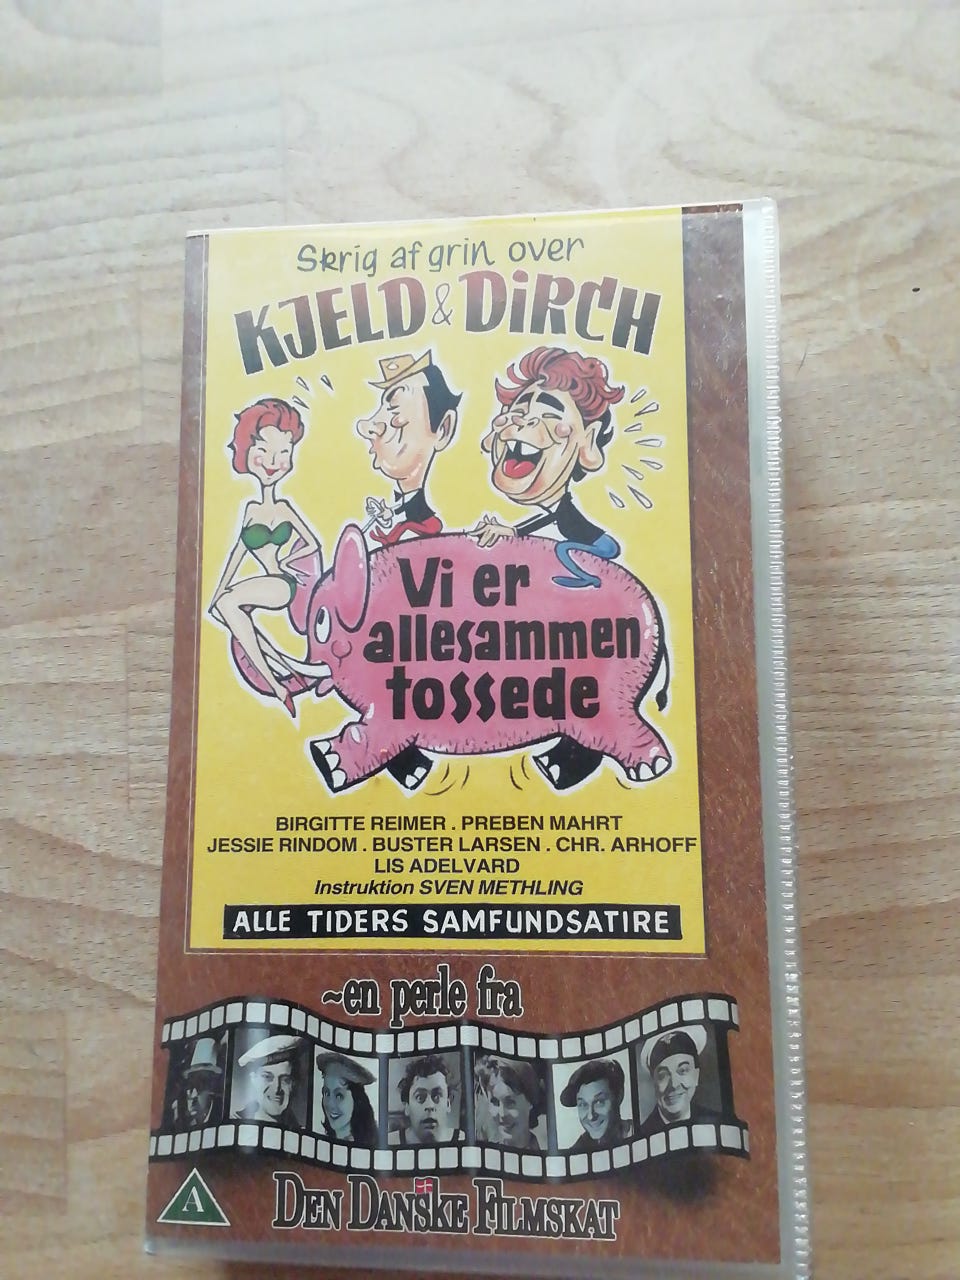 Skrig af grin over
KJELD & DiRCH
Vi er
allesammen
tossede
BIRGITTE REIMER . PREBEN MAHRT
JESSIE RINDOM . BUSTER LARSEN . CHR. ARHOFF
LIS ADELVARD
Instruktion SVEN METHLING
ALLE TIDERS SAMFUNDSATIRE
~en perle fra
A
DEN DANSKE FILMSKAT